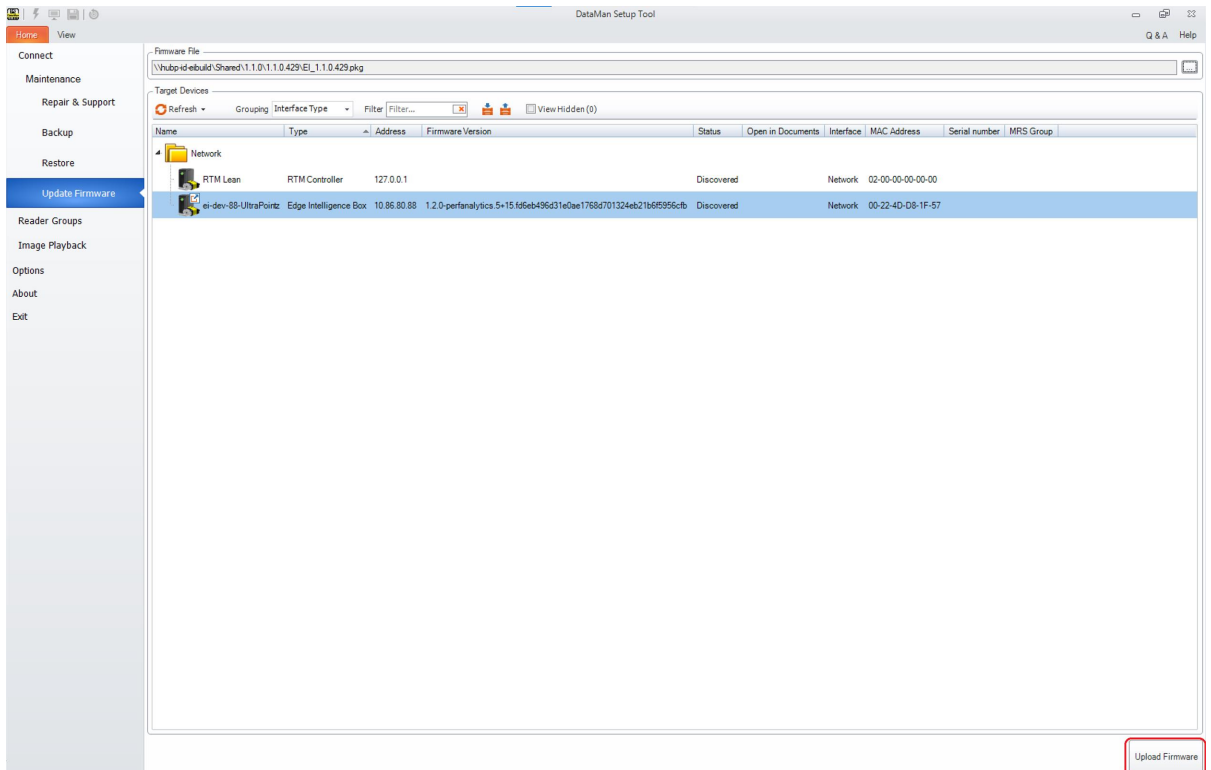 DataMan Setup Tool
Home View Q & A Help
Connect
Maintenance
Repair & Support
Backup
Restore
Update Firmware
Reader Groups
Image Playback
Options
About
Exit
Firmware File
\\hubp-id-eibuild\Shared\1.1.0\1.1.0.429\EI_1.1.0.429.pkg ...
Target Devices
Refresh Grouping Interface Type Filter Filter... View Hidden (0)
Name Type Address Firmware Version Status Open in Documents Interface MAC Address Serial number MRS Group
Network
RTM Lean RTM Controller 127.0.0.1 Discovered Network 02-00-00-00-00-00
ei-dev-88-UltraPointz Edge Intelligence Box 10.86.80.88 1.2.0-perfanalytics.5+15.fd6eb496d31e0ae1768d701324eb21b6f5956cfb Discovered Network 00-22-4D-D8-1F-57
Upload Firmware